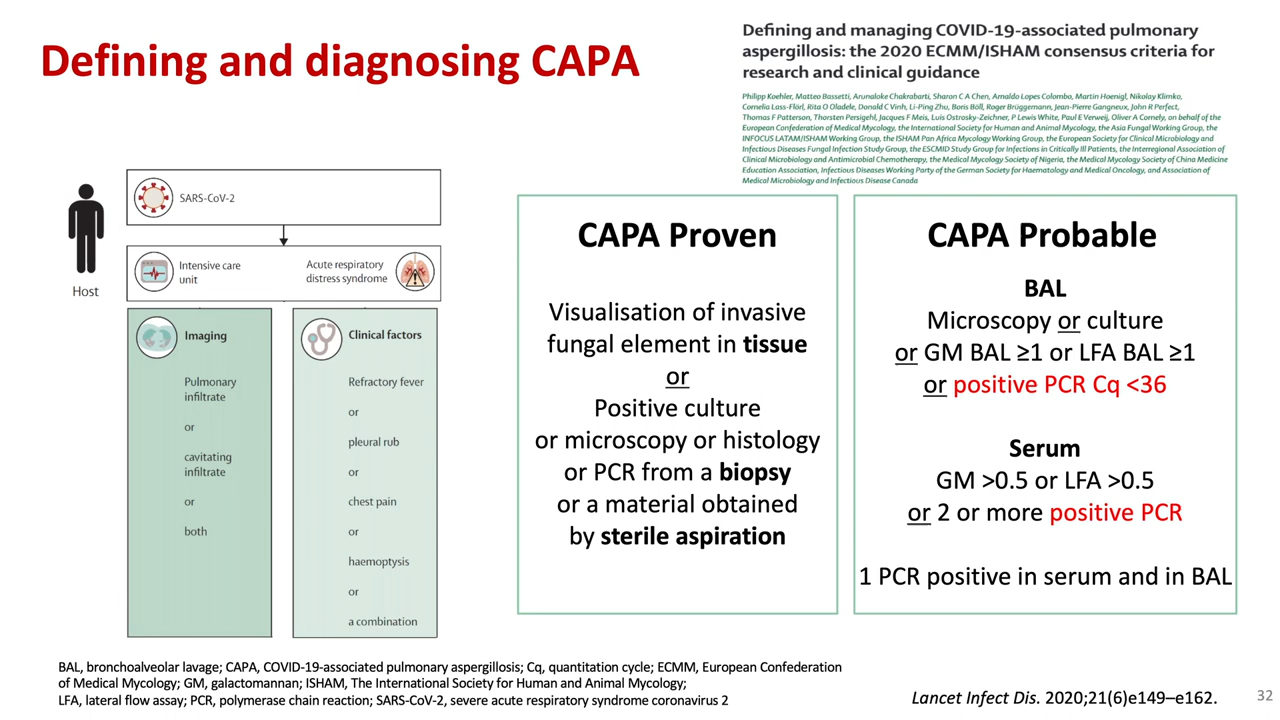 Defining and diagnosing CAPA
Defining and managing COVID-19-associated pulmonary
aspergillosis: the 2020 ECMM/ISHAM consensus criteria for
research and clinical guidance
Philipp Koehler, Matteo Bassetti, Arunaloke Chakrabarti, Sharon C A Chen, Arnaldo Lopes Colombo, Martin Hoenigl, Nikolay Klimko,
Cornelia Lass-Flörl, Rita O Oladele, Donald C Vinh, Li-Ping Zhu, Boris Böll, Roger Brüggemann, Jean-Pierre Gangneux, John R Perfect,
Thomas F Patterson, Thorsten Persigehl, Jacques F Meis, Luis Ostrosky-Zeichner, P Lewis White, Paul E Verweij, Oliver A Cornely, on behalf of the
European Confederation of Medical Mycology, the International Society for Human and Animal Mycology, the Asia Fungal Working Group, the
INFOCUS LATAM/ISHAM Working Group, the ISHAM Pan Africa Mycology Working Group, the European Society for Clinical Microbiology and
Infectious Diseases Fungal Infection Study Group, the ESCMID Study Group for Infections in Critically Ill Patients, the Interregional Association of
Clinical Microbiology and Antimicrobial Chemotherapy, the Medical Mycology Society of Nigeria, the Medical Mycology Society of China Medicine
Education Association, Infectious Diseases Working Party of the German Society for Haematology and Medical Oncology, and Association of
Medical Microbiology and Infectious Disease Canada
Host
SARS-CoV-2
Intensive care
unit
Acute respiratory
distress syndrome
Imaging
Pulmonary
infiltrate
or
cavitating
infiltrate
or
both
Clinical factors
Refractory fever
or
pleural rub
or
chest pain
or
haemoptysis
or
a combination
CAPA Proven
Visualisation of invasive
fungal element in tissue
or
Positive culture
or microscopy or histology
or PCR from a biopsy
or a material obtained
by sterile aspiration
CAPA Probable
BAL
Microscopy or culture
or GM BAL ≥1 or LFA BAL ≥1
or positive PCR Cq <36
Serum
GM >0.5 or LFA >0.5
or 2 or more positive PCR
1 PCR positive in serum and in BAL
BAL, bronchoalveolar lavage; CAPA, COVID-19-associated pulmonary aspergillosis; Cq, quantitation cycle; ECMM, European Confederation
of Medical Mycology; GM, galactomannan; ISHAM, The International Society for Human and Animal Mycology;
LFA, lateral flow assay; PCR, polymerase chain reaction; SARS-CoV-2, severe acute respiratory syndrome coronavirus 2
Lancet Infect Dis. 2020;21(6)e149–e162.
32